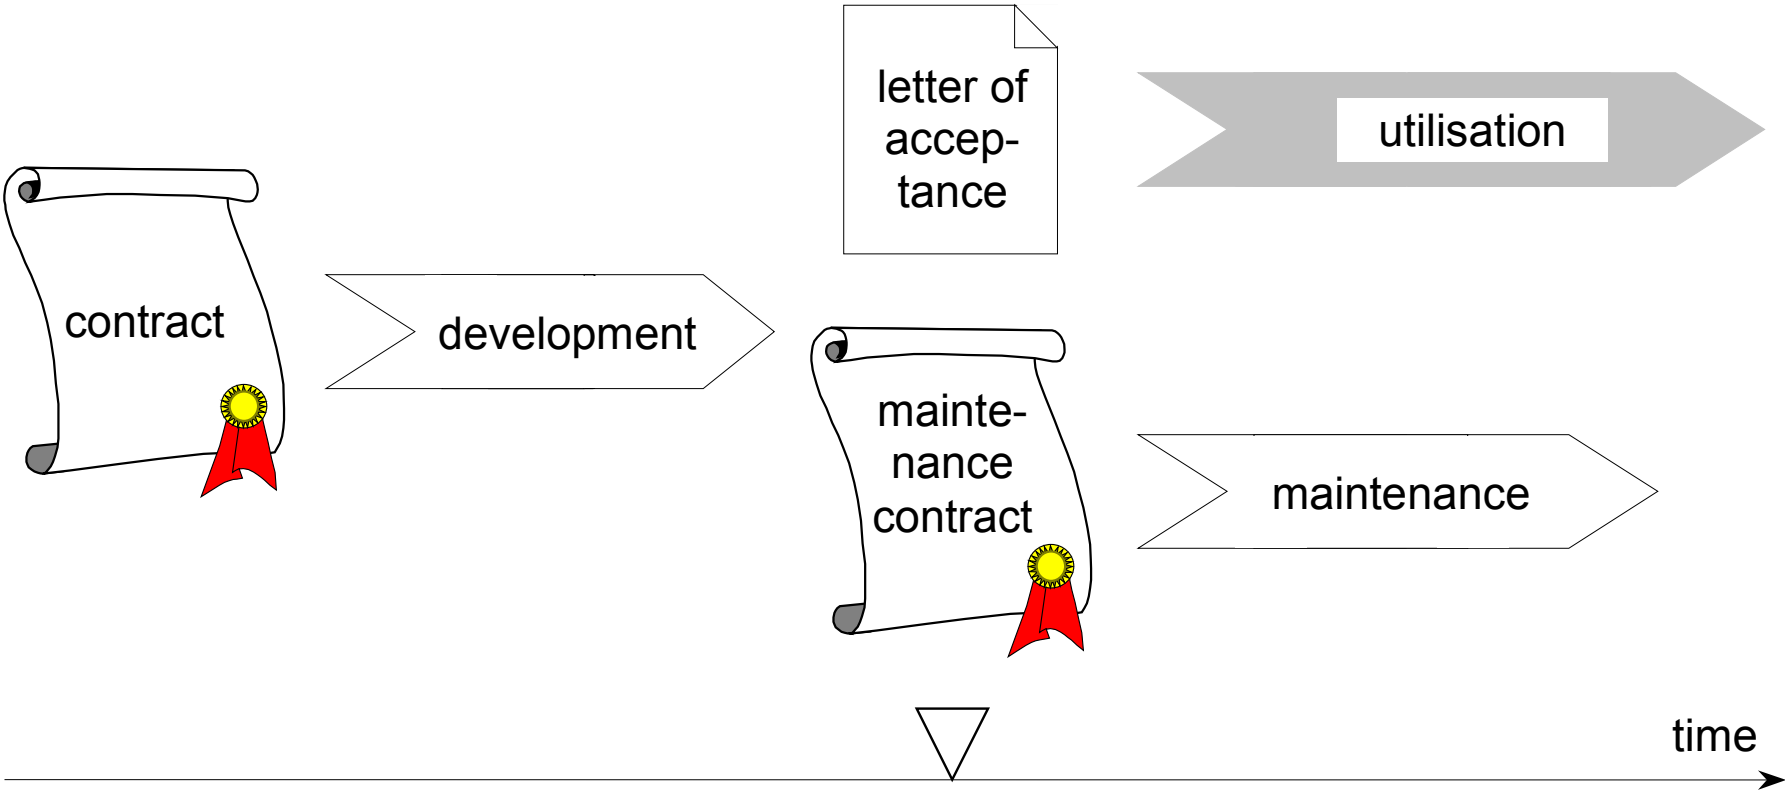 contract
development
letter of
accep-
tance
utilisation
mainte-
nance
contract
maintenance
time